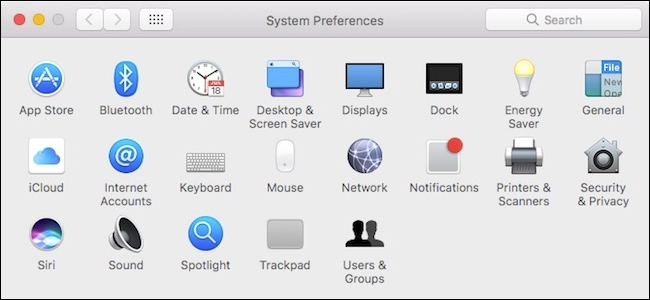 System Preferences
Search
App Store
Bluetooth
Date & Time
Desktop &
Screen Saver
Displays
Dock
Energy
Saver
General
JUL
18
File
New
Ope
iCloud
Internet
Accounts
Keyboard
Mouse
Network
Notifications
Printers &
Scanners
Security
& Privacy
Siri
Sound
Spotlight
Trackpad
Users &
Groups